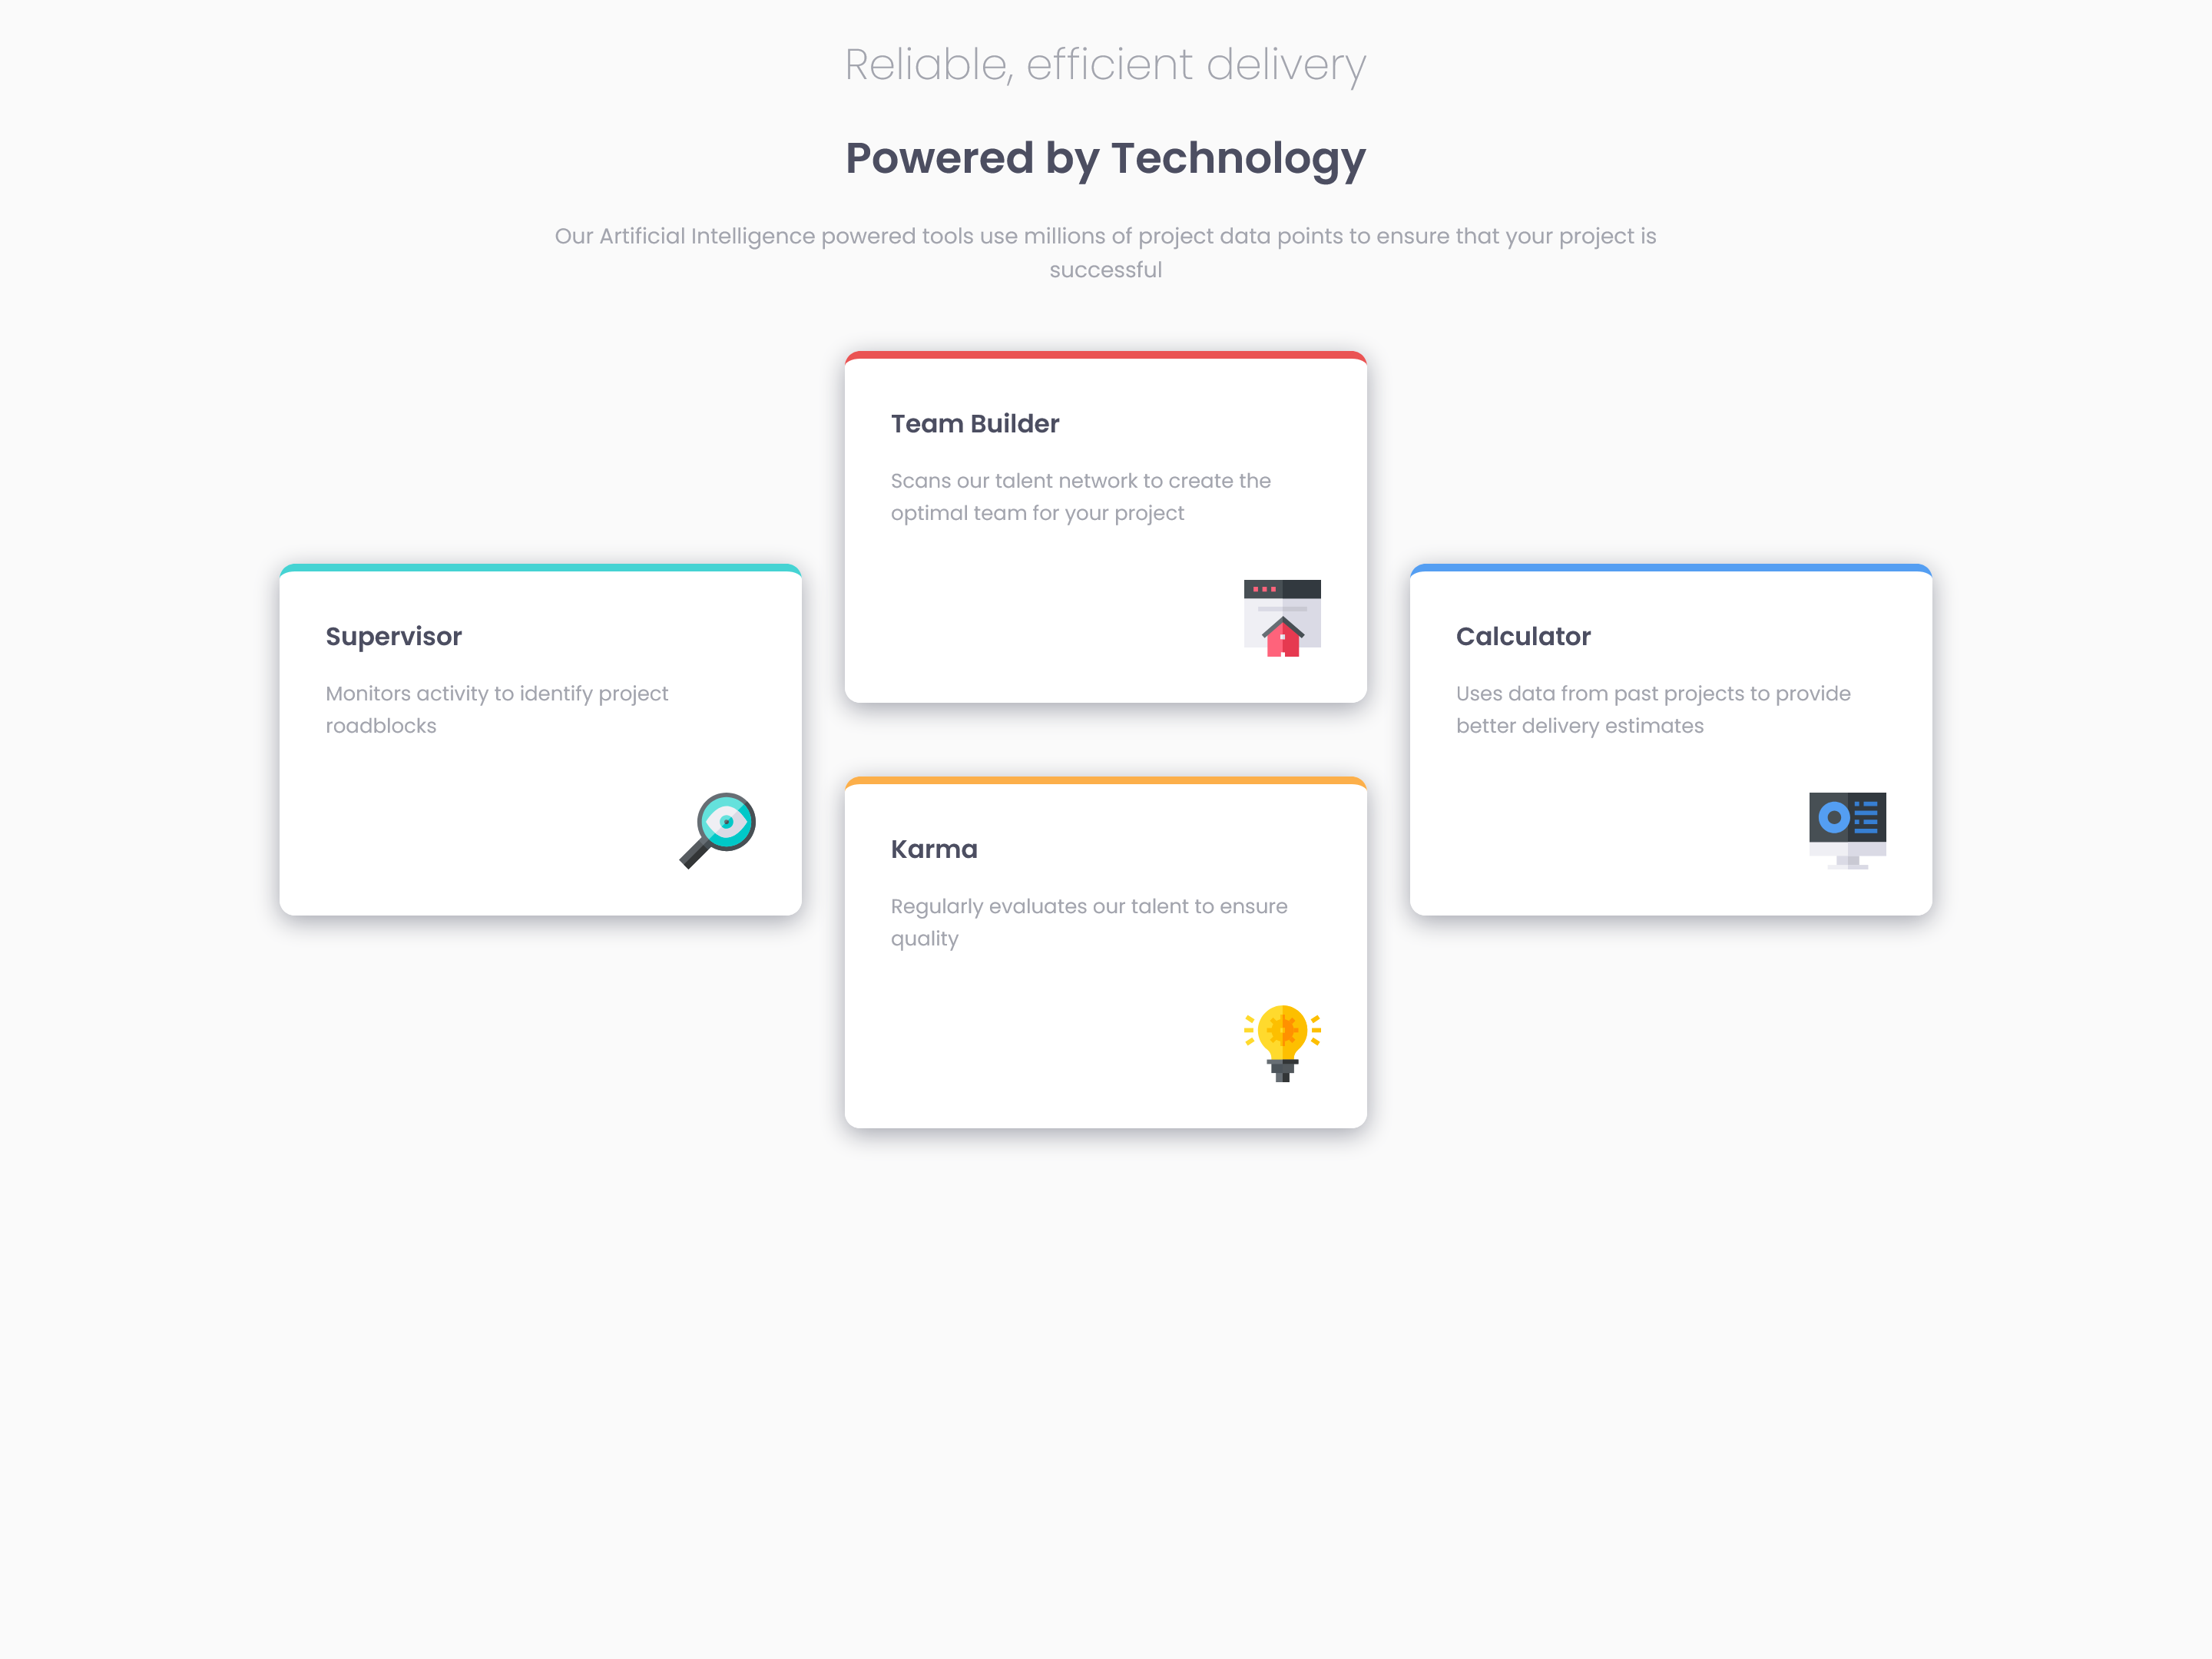 Reliable, efficient delivery
Powered by Technology
Our Artificial Intelligence powered tools use millions of project data points to ensure that your project is
successful
Team Builder
Scans our talent network to create the
optimal team for your project
Supervisor
Monitors activity to identify project
roadblocks
Calculator
Uses data from past projects to provide
better delivery estimates
Karma
Regularly evaluates our talent to ensure
quality